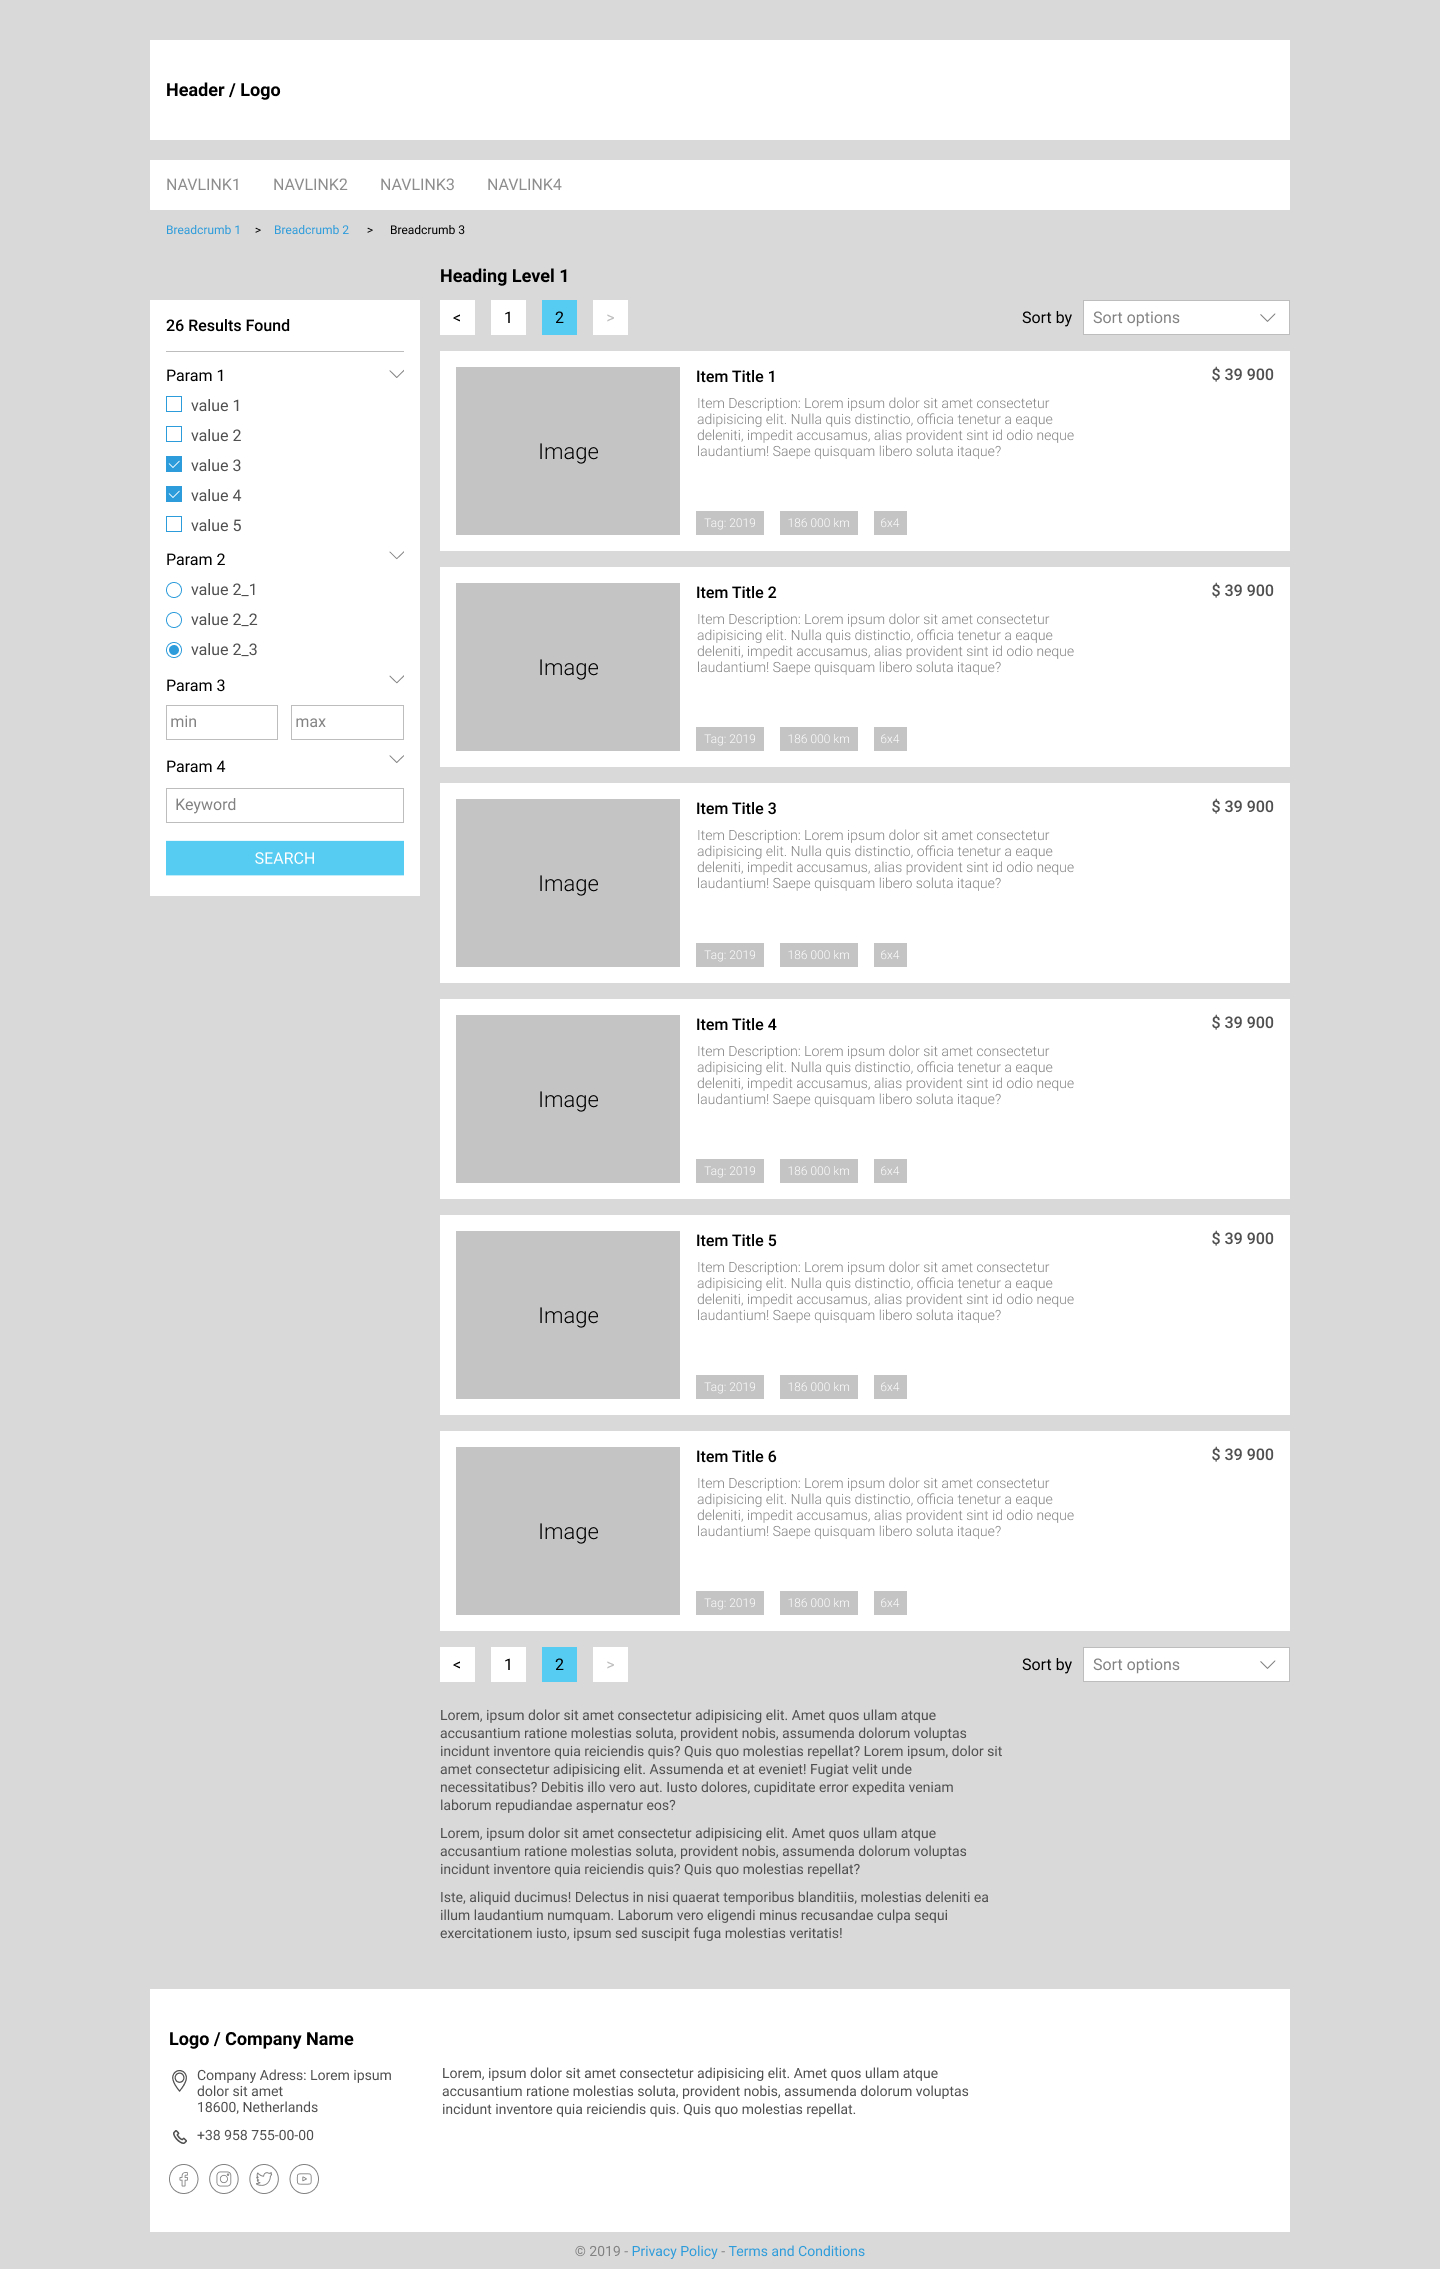 Header / Logo
NAVLINK1 NAVLINK2 NAVLINK3 NAVLINK4
Breadcrumb 1 > Breadcrumb 2 > Breadcrumb 3
Heading Level 1
26 Results Found
Param 1
value 1
value 2
value 3
value 4
value 5
Param 2
value 2_1
value 2_2
value 2_3
Param 3
min max
Param 4
Keyword
SEARCH
< 1 2 > Sort by Sort options
Image
Item Title 1
$ 39 900
Item Description: Lorem ipsum dolor sit amet consectetur
adipisicing elit. Nulla quis distinctio, officia tenetur a eaque
deleniti, impedit accusamus, alias provident sint id odio neque
laudantium! Saepe quisquam libero soluta itaque?
Tag: 2019 186 000 km 6x4
Image
Item Title 2
$ 39 900
Item Description: Lorem ipsum dolor sit amet consectetur
adipisicing elit. Nulla quis distinctio, officia tenetur a eaque
deleniti, impedit accusamus, alias provident sint id odio neque
laudantium! Saepe quisquam libero soluta itaque?
Tag: 2019 186 000 km 6x4
Image
Item Title 3
$ 39 900
Item Description: Lorem ipsum dolor sit amet consectetur
adipisicing elit. Nulla quis distinctio, officia tenetur a eaque
deleniti, impedit accusamus, alias provident sint id odio neque
laudantium! Saepe quisquam libero soluta itaque?
Tag: 2019 186 000 km 6x4
Image
Item Title 4
$ 39 900
Item Description: Lorem ipsum dolor sit amet consectetur
adipisicing elit. Nulla quis distinctio, officia tenetur a eaque
deleniti, impedit accusamus, alias provident sint id odio neque
laudantium! Saepe quisquam libero soluta itaque?
Tag: 2019 186 000 km 6x4
Image
Item Title 5
$ 39 900
Item Description: Lorem ipsum dolor sit amet consectetur
adipisicing elit. Nulla quis distinctio, officia tenetur a eaque
deleniti, impedit accusamus, alias provident sint id odio neque
laudantium! Saepe quisquam libero soluta itaque?
Tag: 2019 186 000 km 6x4
Image
Item Title 6
$ 39 900
Item Description: Lorem ipsum dolor sit amet consectetur
adipisicing elit. Nulla quis distinctio, officia tenetur a eaque
deleniti, impedit accusamus, alias provident sint id odio neque
laudantium! Saepe quisquam libero soluta itaque?
Tag: 2019 186 000 km 6x4
< 1 2 > Sort by Sort options
Lorem, ipsum dolor sit amet consectetur adipisicing elit. Amet quos ullam atque
accusantium ratione molestias soluta, provident nobis, assumenda dolorum voluptas
incidunt inventore quia reiciendis quis? Quis quo molestias repellat? Lorem ipsum, dolor sit
amet consectetur adipisicing elit. Assumenda et at eveniet! Fugiat velit unde
necessitatibus? Debitis illo vero aut. Iusto dolores, cupiditate error expedita veniam
laborum repudiandae aspernatur eos?
Lorem, ipsum dolor sit amet consectetur adipisicing elit. Amet quos ullam atque
accusantium ratione molestias soluta, provident nobis, assumenda dolorum voluptas
incidunt inventore quia reiciendis quis? Quis quo molestias repellat?
Iste, aliquid ducimus! Delectus in nisi quaerat temporibus blanditiis, molestias deleniti ea
illum laudantium numquam. Laborum vero eligendi minus recusandae culpa sequi
exercitationem iusto, ipsum sed suscipit fuga molestias veritatis!
Logo / Company Name
Company Adress: Lorem ipsum
dolor sit amet
18600, Netherlands
+38 958 755-00-00
Lorem, ipsum dolor sit amet consectetur adipisicing elit. Amet quos ullam atque
accusantium ratione molestias soluta, provident nobis, assumenda dolorum voluptas
incidunt inventore quia reiciendis quis. Quis quo molestias repellat.
© 2019 - Privacy Policy - Terms and Conditions